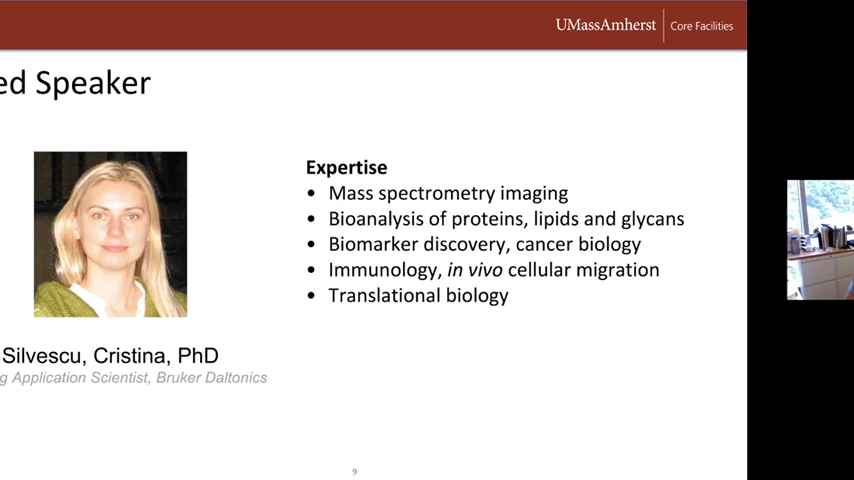 UMassAmherst | Core Facilities
ed Speaker
Expertise
• Mass spectrometry imaging
• Bioanalysis of proteins, lipids and glycans
• Biomarker discovery, cancer biology
• Immunology, in vivo cellular migration
• Translational biology
Silvescu, Cristina, PhD
g Application Scientist, Bruker Daltonics
9